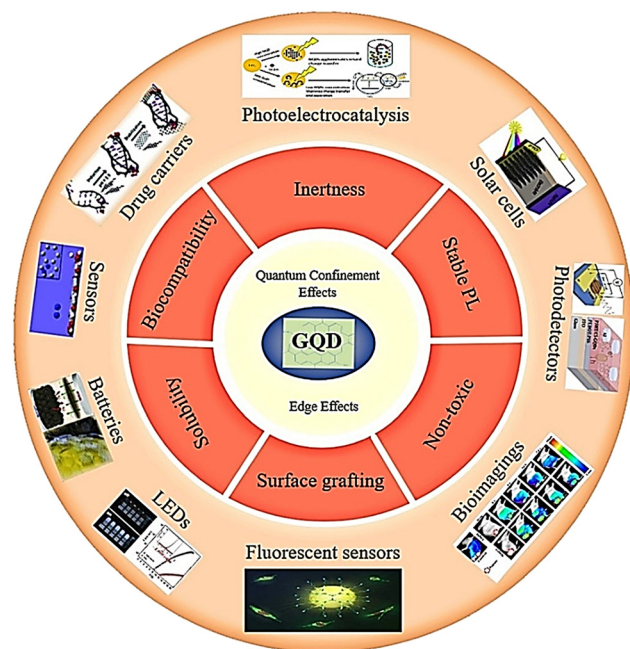 Photoelectrocatalysis
Solar cells
Photodetectors
Bioimagings
Fluorescent sensors
LEDs
Batteries
Sensors
Drug carriers
Inertness
Stable PL
Non-toxic
Surface grafting
Solubility
Biocompatibility
Quantum Confinement
Effects
GQD
Edge Effects